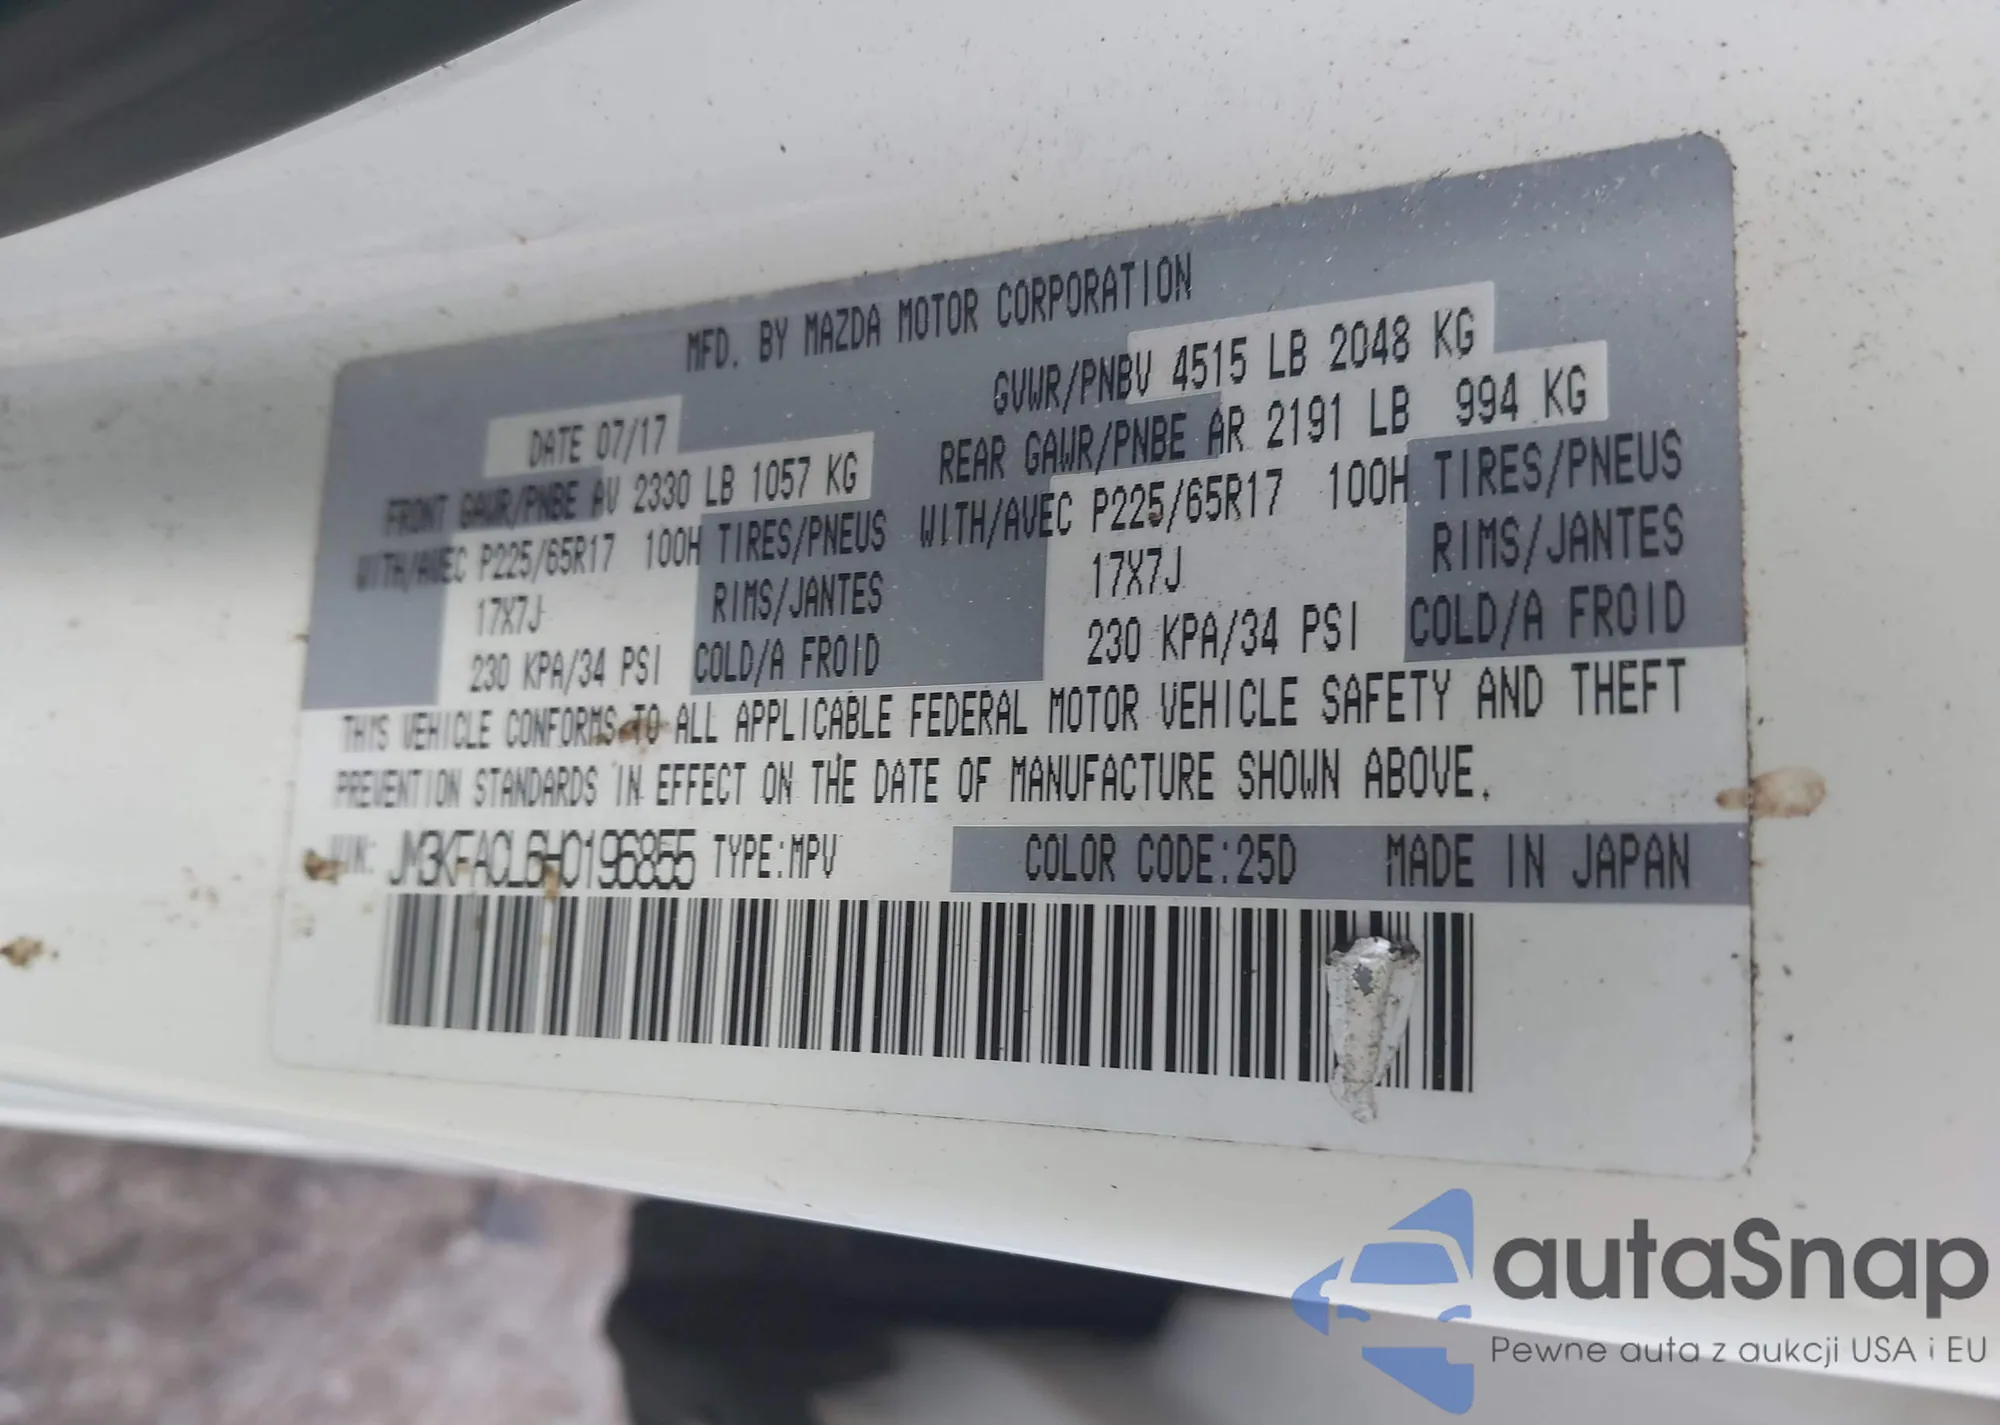 MFD. BY MAZDA MOTOR CORPORATION
DATE 07/17
GVWR/PNBV 4515 LB 2048 KG
FRONT GAWR/PNBE AV 2330 LB 1057 KG
REAR GAWR/PNBE AR 2191 LB 994 KG
WITH/AVEC P225/65R17 100H TIRES/PNEUS
WITH/AVEC P225/65R17 100H TIRES/PNEUS
17X7J RIMS/JANTES
17X7J RIMS/JANTES
230 KPA/34 PSI COLD/A FROID
230 KPA/34 PSI COLD/A FROID
THIS VEHICLE CONFORMS TO ALL APPLICABLE FEDERAL MOTOR VEHICLE SAFETY AND THEFT
PREVENTION STANDARDS IN EFFECT ON THE DATE OF MANUFACTURE SHOWN ABOVE.
VIN: JM3KFACL6H0196855 TYPE:MPV COLOR CODE:25D MADE IN JAPAN
autaSnap
Pewne auta z aukcji USA i EU